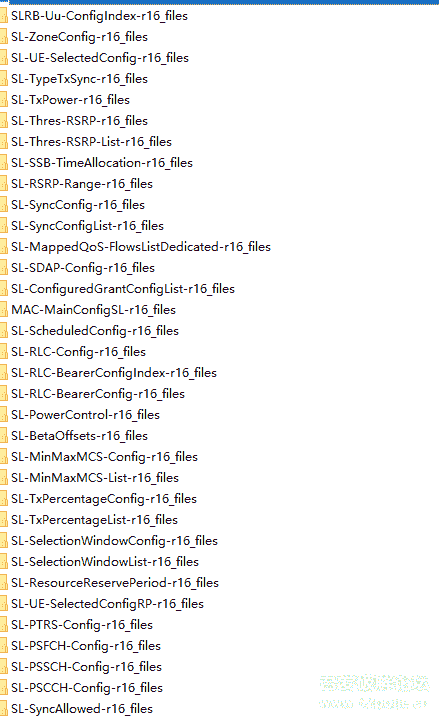 SLRB-Uu-ConfigIndex-r16_files
SL-ZoneConfig-r16_files
SL-UE-SelectedConfig-r16_files
SL-TypeTxSync-r16_files
SL-TxPower-r16_files
SL-Thres-RSRP-r16_files
SL-Thres-RSRP-List-r16_files
SL-SSB-TimeAllocation-r16_files
SL-RSRP-Range-r16_files
SL-SyncConfig-r16_files
SL-SyncConfigList-r16_files
SL-MappedQoS-FlowsListDedicated-r16_files
SL-SDAP-Config-r16_files
SL-ConfiguredGrantConfigList-r16_files
MAC-MainConfigSL-r16_files
SL-ScheduledConfig-r16_files
SL-RLC-Config-r16_files
SL-RLC-BearerConfigIndex-r16_files
SL-RLC-BearerConfig-r16_files
SL-PowerControl-r16_files
SL-BetaOffsets-r16_files
SL-MinMaxMCS-Config-r16_files
SL-MinMaxMCS-List-r16_files
SL-TxPercentageConfig-r16_files
SL-TxPercentageList-r16_files
SL-SelectionWindowConfig-r16_files
SL-SelectionWindowList-r16_files
SL-ResourceReservePeriod-r16_files
SL-UE-SelectedConfigRP-r16_files
SL-PTRS-Config-r16_files
SL-PSFCH-Config-r16_files
SL-PSSCH-Config-r16_files
SL-PSCCH-Config-r16_files
SL-SyncAllowed-r16_files